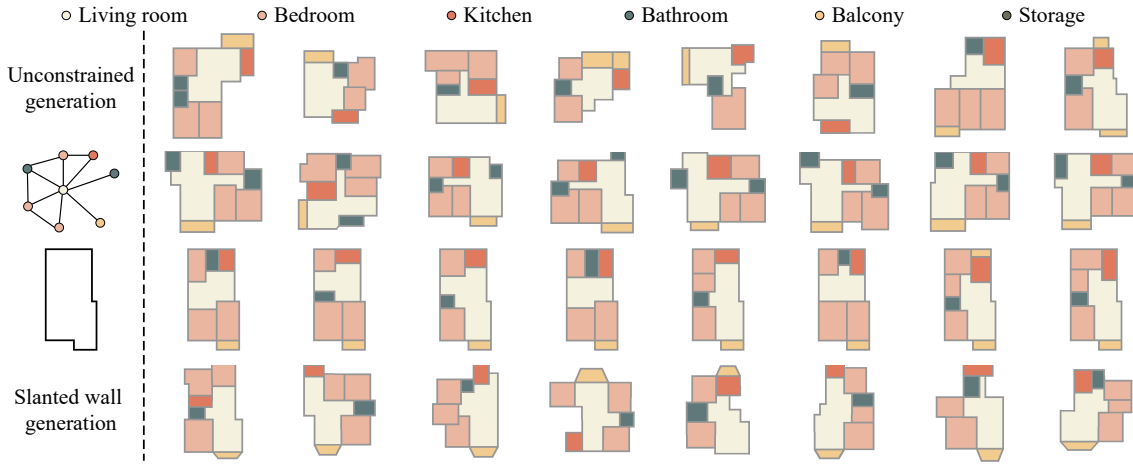 Living room Bedroom Kitchen Bathroom Balcony Storage
Unconstrained
generation
Slanted wall
generation